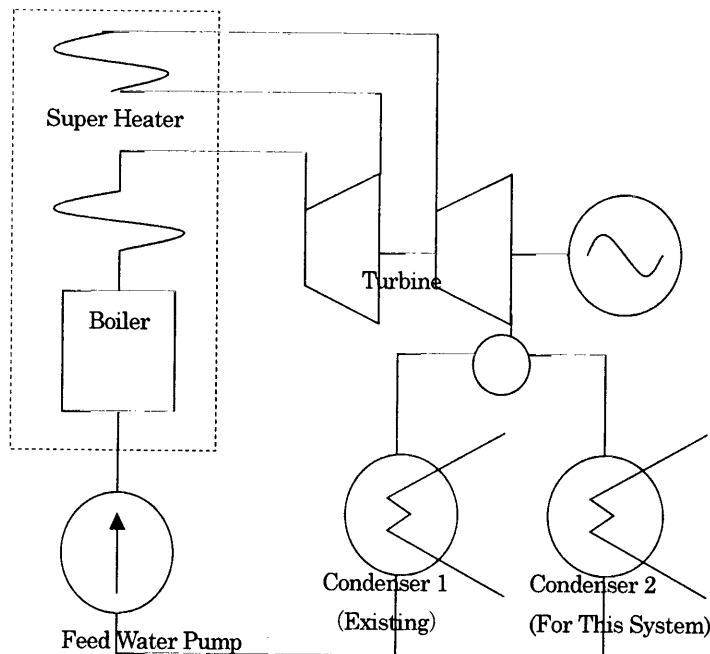 Super Heater
Turbine
Boiler
Condenser 1
(Existing)
Condenser 2
(For This System)
Feed Water Pump